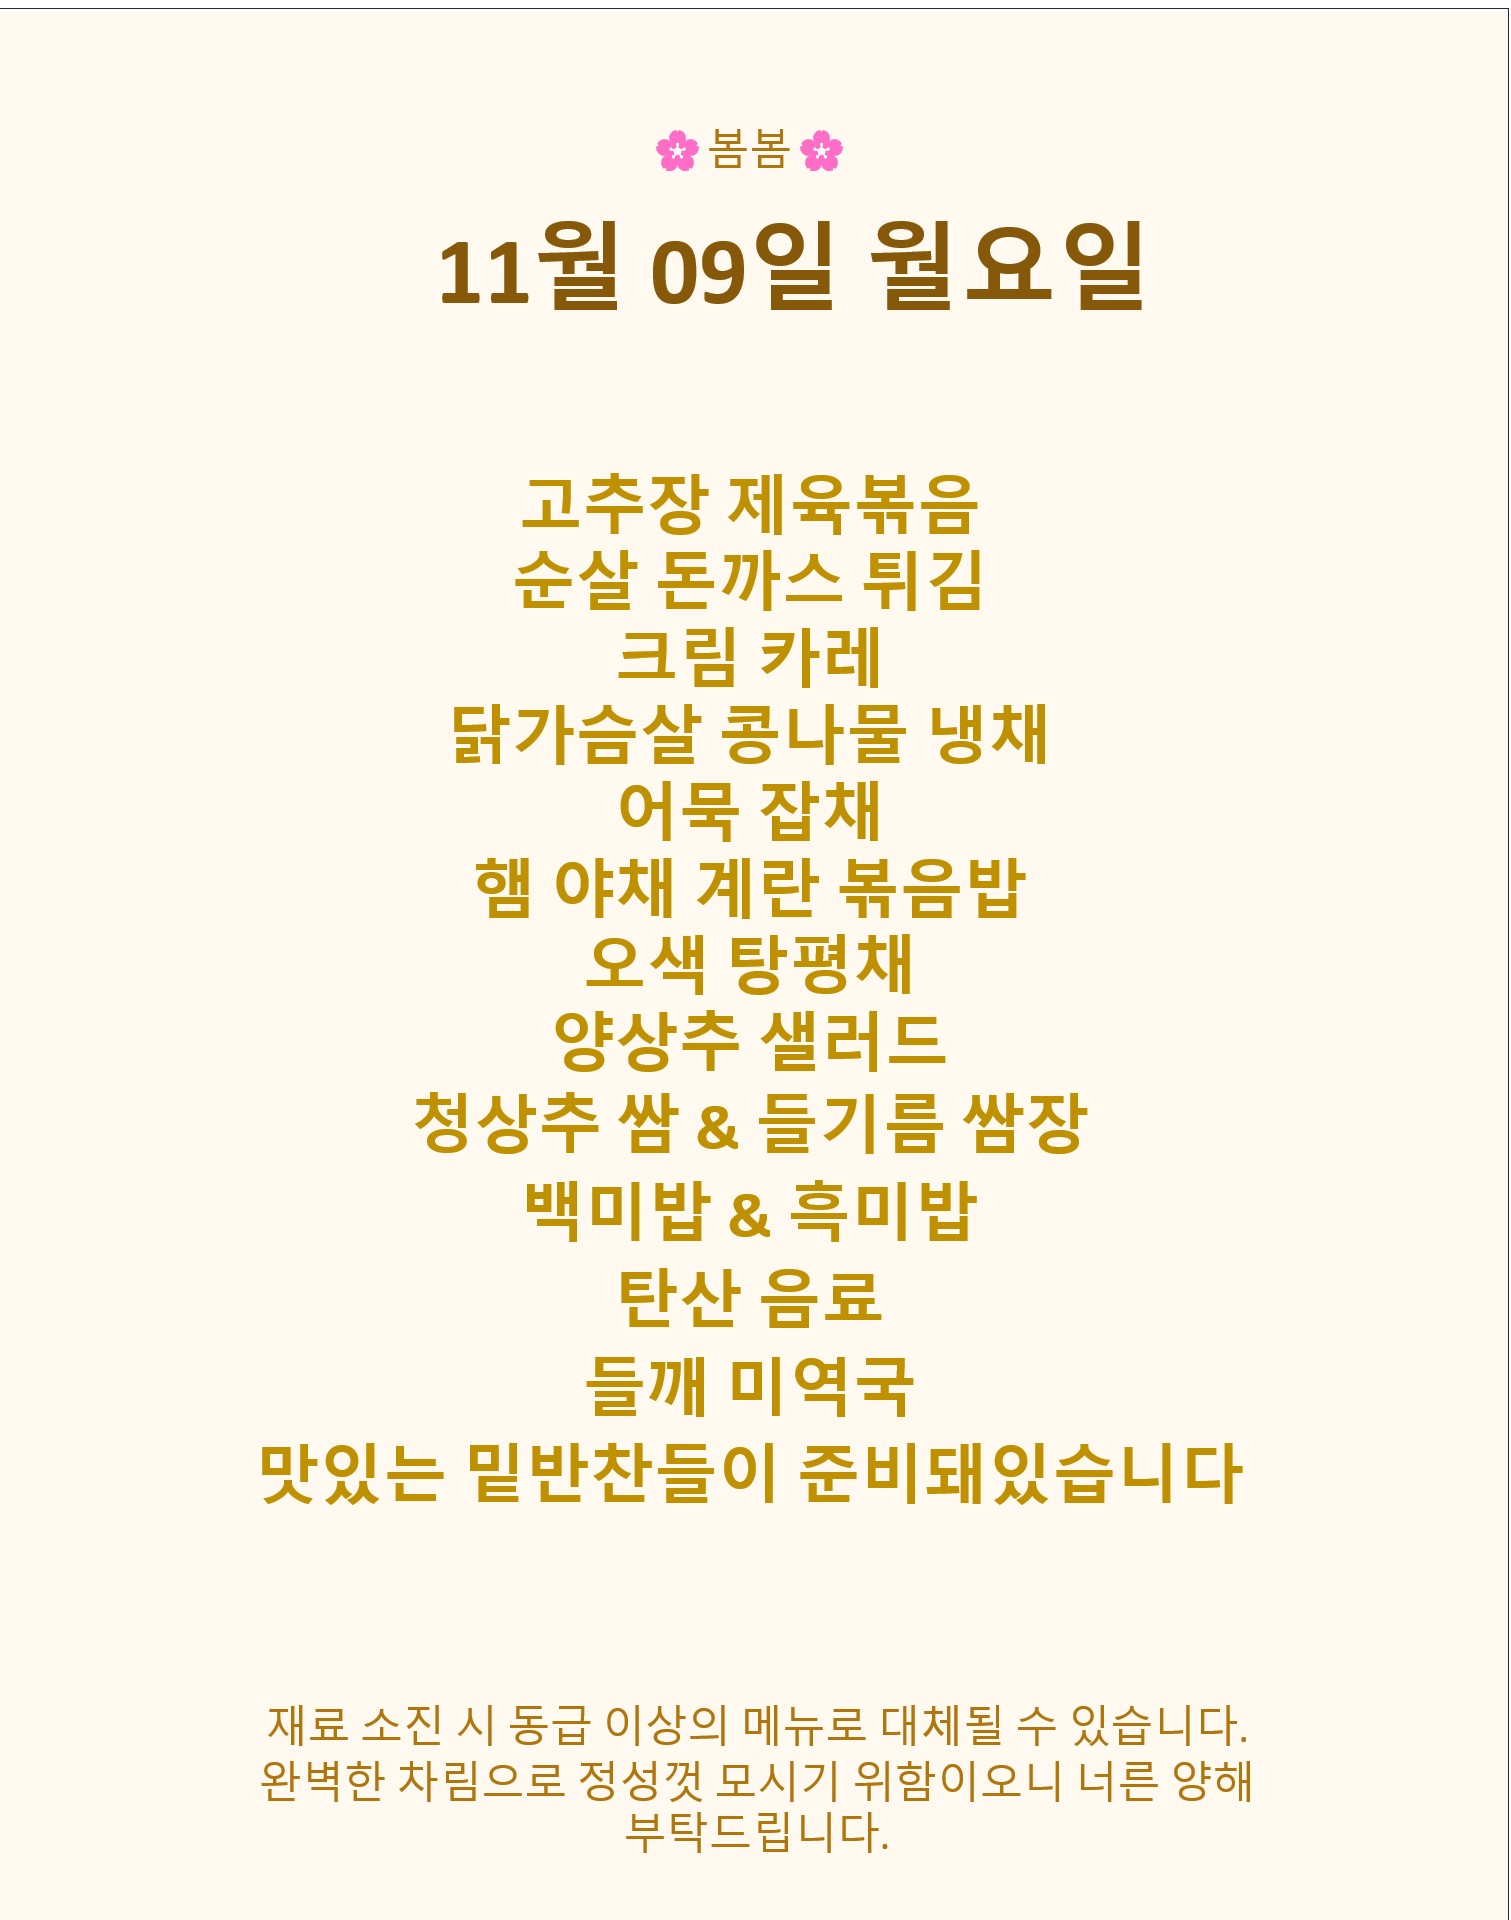 🌸 봄봄 🌸
11월 09일 월요일
고추장 제육볶음
순살 돈까스 튀김
크림 카레
닭가슴살 콩나물 냉채
어묵 잡채
햄 야채 계란 볶음밥
오색 탕평채
양상추 샐러드
청상추 쌈 & 들기름 쌈장
백미밥 & 흑미밥
탄산 음료
들깨 미역국
맛있는 밑반찬들이 준비돼있습니다
재료 소진 시 동급 이상의 메뉴로 대체될 수 있습니다.
완벽한 차림으로 정성껏 모시기 위함이오니 너른 양해
부탁드립니다.